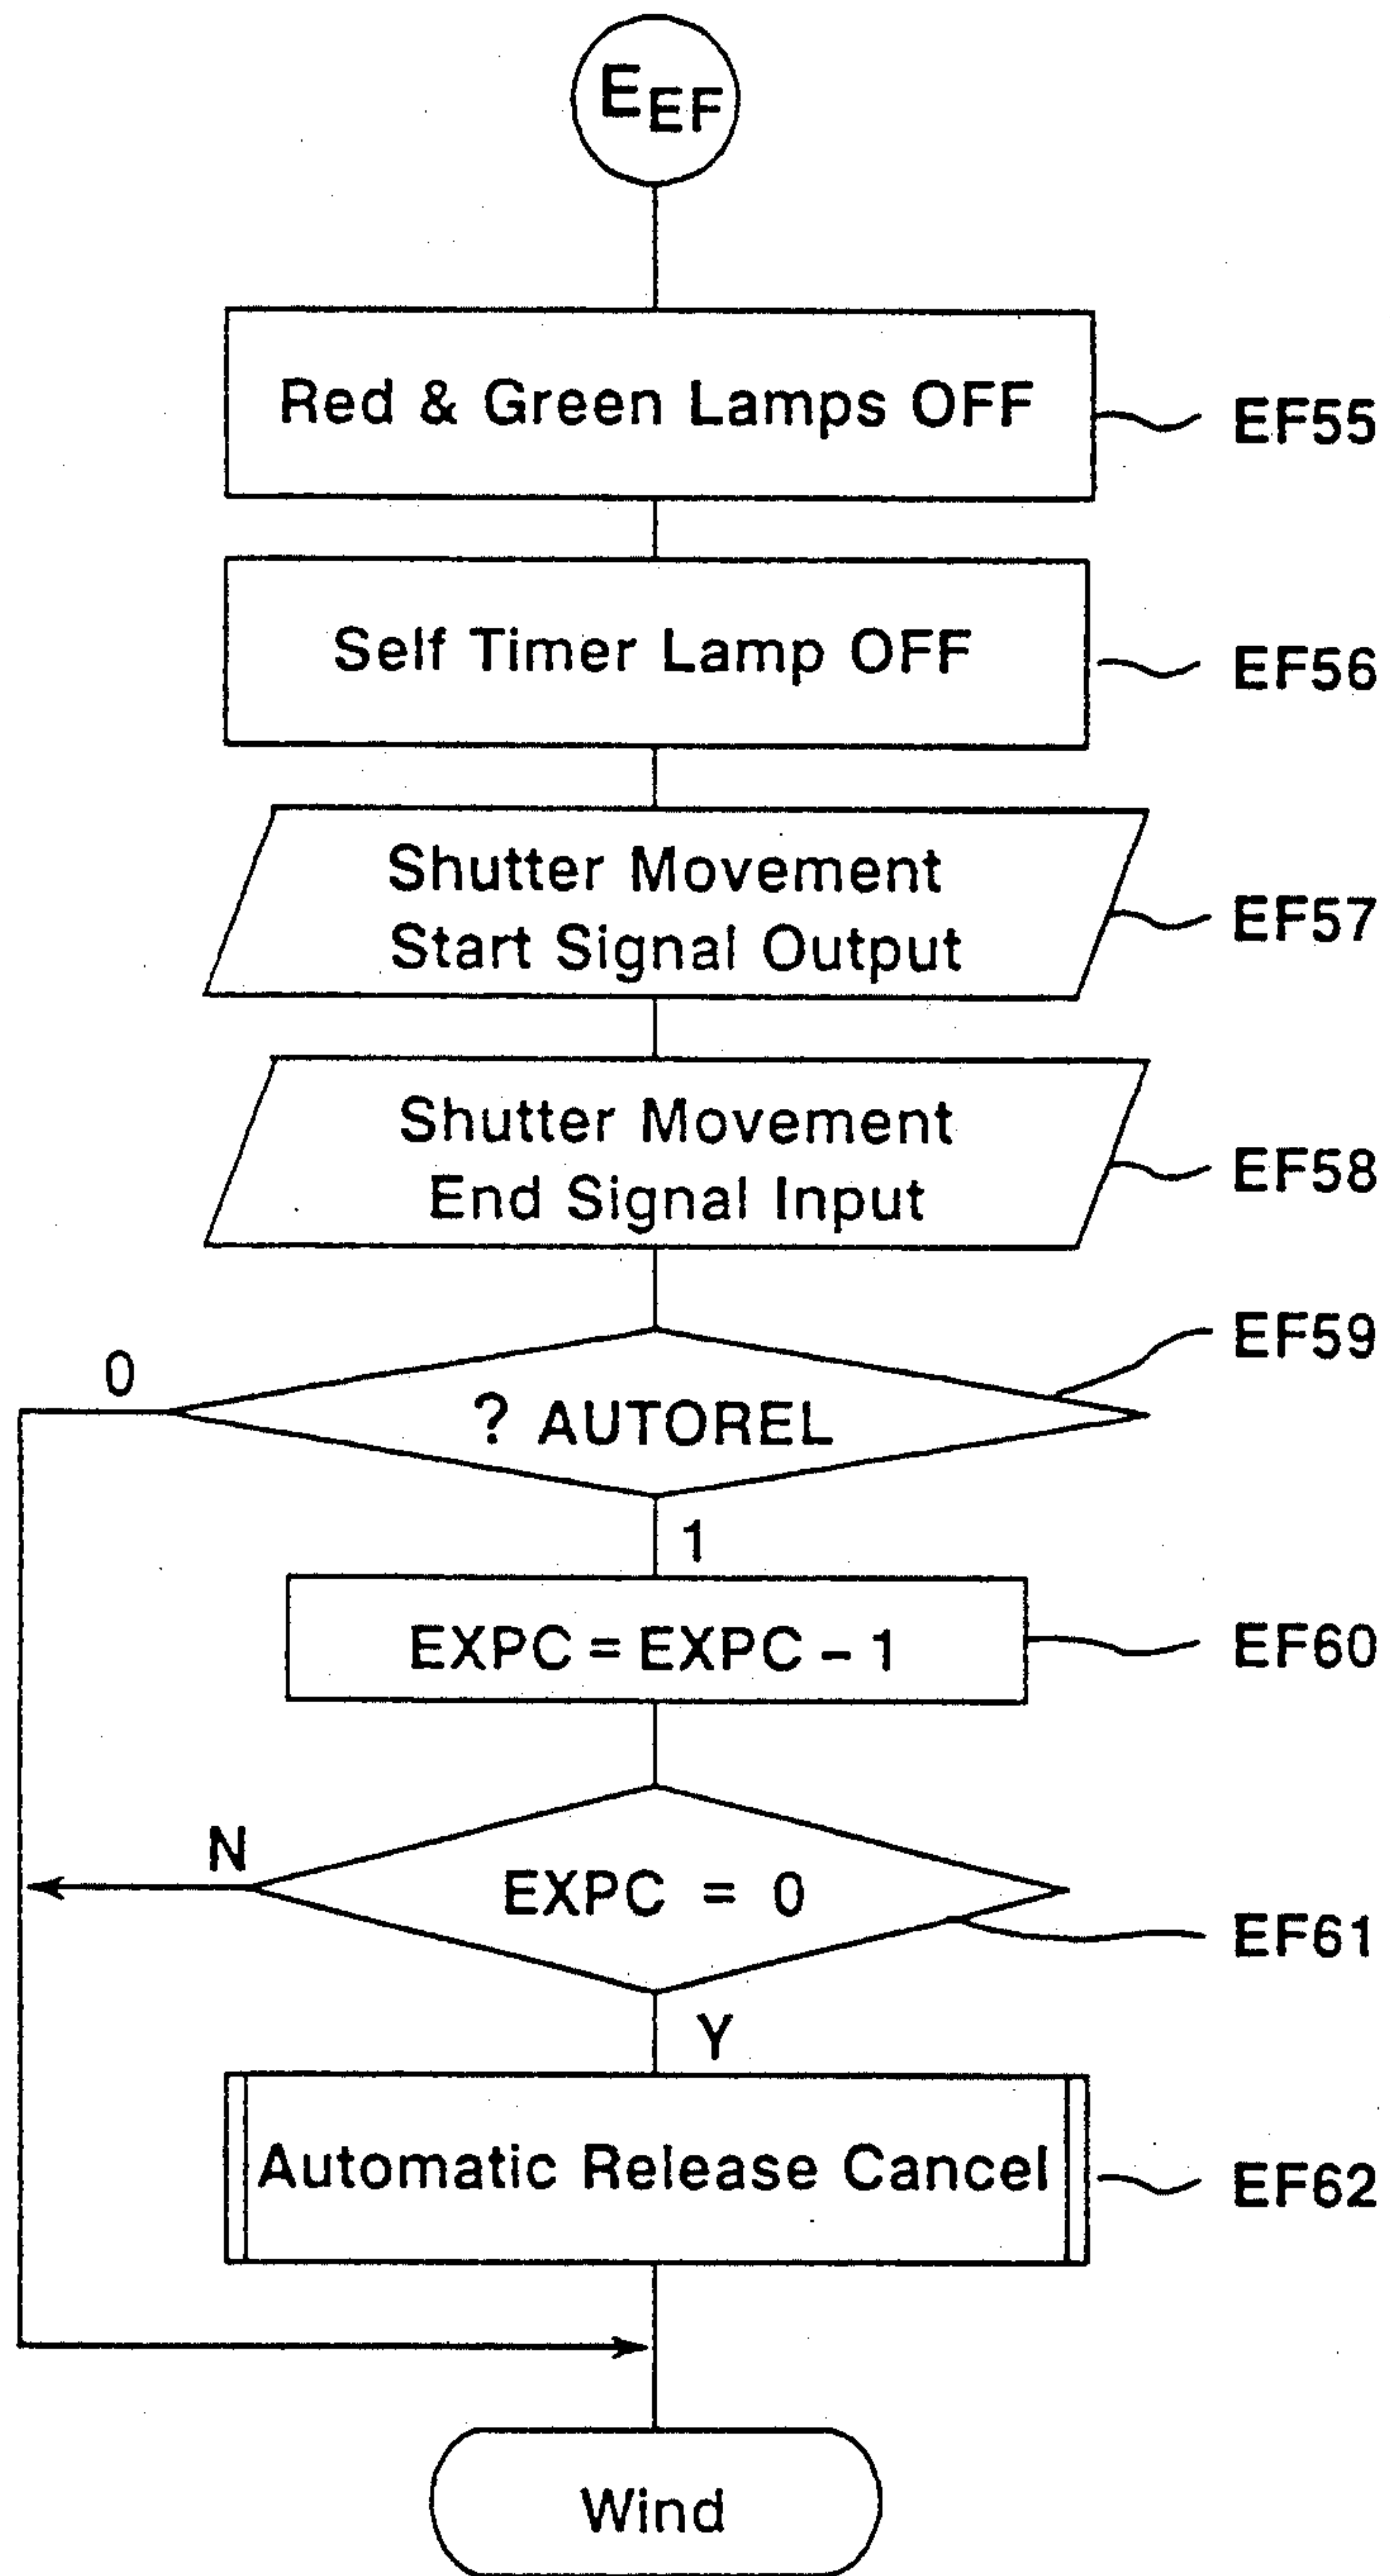 EEF
Red & Green Lamps OFF
EF55
Self Timer Lamp OFF
EF56
Shutter Movement
Start Signal Output
EF57
Shutter Movement
End Signal Input
EF58
EF59
0
? AUTOREL
1
EXPC = EXPC - 1
EF60
N
EXPC = 0
EF61
Y
Automatic Release Cancel
EF62
Wind